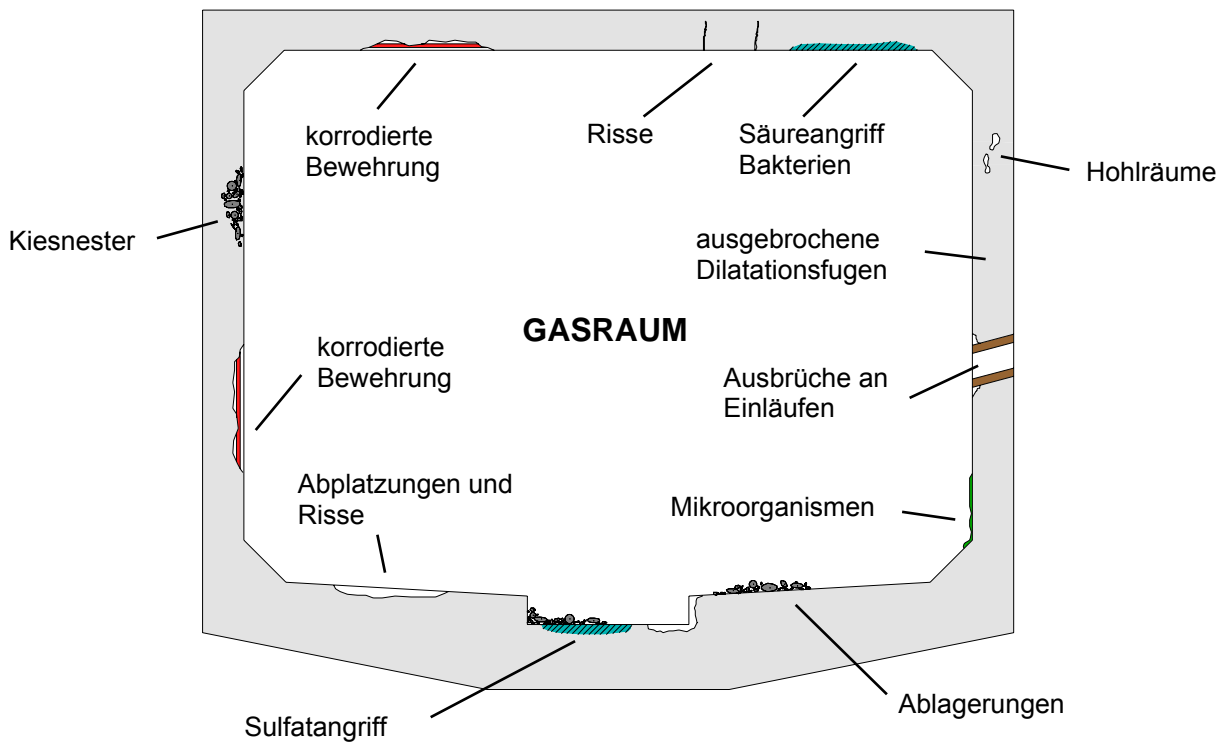 korrodierte
Bewehrung
Risse
Säureangriff
Bakterien
Hohlräume
Kiesnester
ausgebrochene
Dilatationsfugen
GASRAUM
korrodierte
Bewehrung
Ausbrüche an
Einläufen
Abplatzungen und
Risse
Mikroorganismen
Ablagerungen
Sulfatangriff